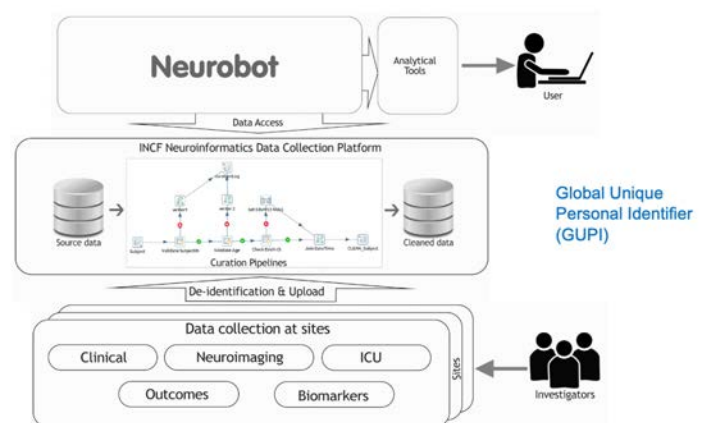 Neurobot
Analytical
Tools
User
Data Access
INCF Neuroinformatics Data Collection Platform
Source data
Cleaned data
Subject
Curation Pipelines
Global Unique
Personal Identifier
(GUPI)
De-identification & Upload
Data collection at sites
Clinical
Neuroimaging
ICU
Outcomes
Biomarkers
Sites
Investigators